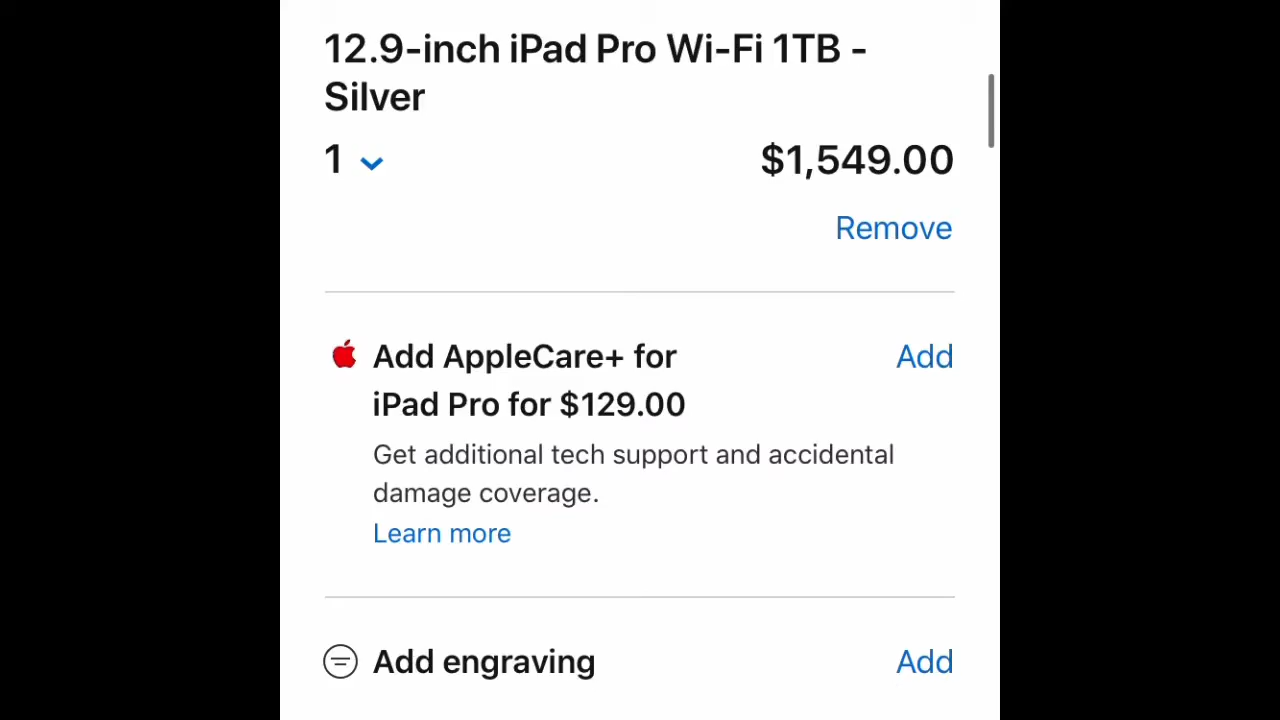 12.9-inch iPad Pro Wi-Fi 1TB -
Silver
1
$1,549.00
Remove
Add AppleCare+ for
Add
iPad Pro for $129.00
Get additional tech support and accidental
damage coverage.
Learn more
Add engraving
Add